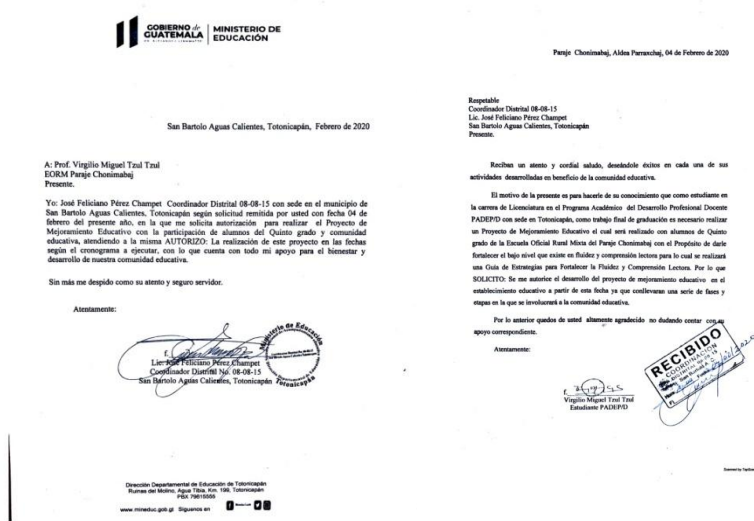 GOBIERNO de
GUATEMALA
MINISTERIO DE
EDUCACIÓN
San Bartolo Aguas Calientes, Totonicapán, Febrero de 2020
A: Prof. Virgilio Miguel Tzul Tzul
EORM Paraje Chonimabaj
Presente.
Yo: José Feliciano Pérez Champet Coordinador Distrital 08-08-15 con sede en el municipio de
San Bartolo Aguas Calientes, Totonicapán según solicitud remitida por usted con fecha 04 de
febrero del presente año, en la que me solicita autorización para realizar el Proyecto de
Mejoramiento Educativo con la participación de alumnos del Quinto grado y comunidad
educativa, atendiendo a la misma AUTORIZO: La realización de este proyecto en las fechas
según el cronograma a ejecutar, con lo que cuenta con todo mi apoyo para el bienestar y
desarrollo de nuestra comunidad educativa.
Sin más me despido como su atento y seguro servidor.
Atentamente:
Lic. José Feliciano Pérez Champet
Coordinador Distrital No. 08-08-15
San Bartolo Aguas Calientes, Totonicapán
Ministerio de Educación
Totonicapán
Dirección Departamental de Educación de Totonicapán
Rumas del Molino, Agua Tibia, Km. 199, Totonicapán
PBX
www.mineduc.gob.gt Siguenos en
Paraje Chonimabaj, Aldea Parraxchaj, 04 de Febrero de 2020
Respetable
Coordinador Distrital 08-08-15
Lic. José Feliciano Pérez Champet
San Bartolo Aguas Calientes, Totonicapán
Presente.
Reciban un atento y cordial saludo, deseándole éxitos en cada una de sus
actividades desarrolladas en beneficio de la comunidad educativa.
El motivo de la presente es para hacerle de su conocimiento que como estudiante en
la carrera de Licenciatura en el Programa Académico del Desarrollo Profesional Docente
PADEP/D con sede en Totonicapán, como trabajo final de graduación es necesario realizar
un Proyecto de Mejoramiento Educativo el cual será realizado con alumnos de Quinto
grado de la Escuela Oficial Rural Mixta del Paraje Chonimabaj con el Propósito de darle
fortalecer el bajo nivel que existe en fluidez y comprensión lectora para lo cual se realizará
una Guía de Estrategias para Fortalecer la Fluidez y Comprensión Lectora. Por lo que
SOLICITO: Se me autorice el desarrollo del proyecto de mejoramiento educativo en el
establecimiento educativo a partir de esta fecha ya que conllevaran una serie de fases y
etapas en la que se involucrará a la comunidad educativa.
Por lo anterior quedos de usted altamente agradecido no dudando contar con su
apoyo correspondiente.
Atentamente:
Virgilio Miguel Tzul Tzul
Estudiante PADEP/D
RECIBIDO
COORDINACIÓN